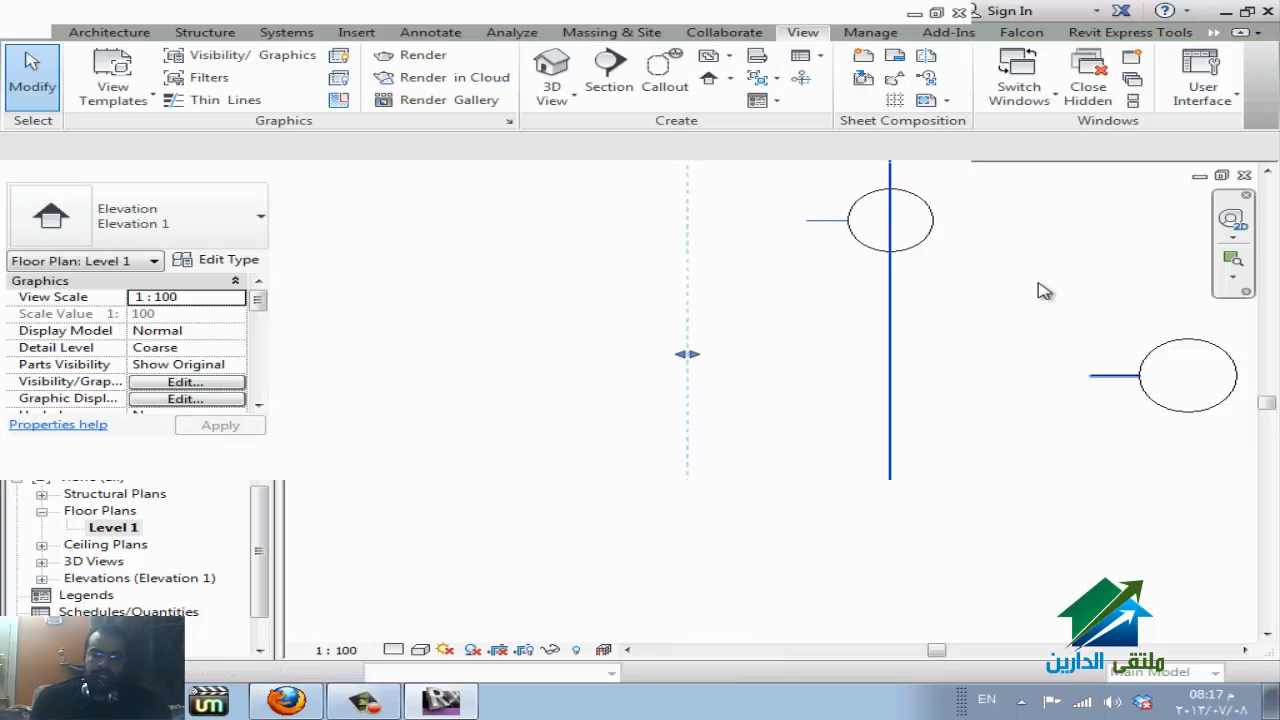 Sign In
Architecture Structure Systems Insert Annotate Analyze Massing & Site Collaborate View Manage Add-Ins Falcon Revit Express Tools
Modify
View Templates
Visibility/ Graphics
Filters
Thin Lines
Render
Render in Cloud
Render Gallery
3D View
Section
Callout
Switch Windows
Close Hidden
User Interface
Select Graphics Create Sheet Composition Windows
Elevation
Elevation 1
Floor Plan: Level 1
Edit Type
Graphics
View Scale 1 : 100
Scale Value 1: 100
Display Model Normal
Detail Level Coarse
Parts Visibility Show Original
Visibility/Grap... Edit...
Graphic Displ... Edit...
Properties help
Apply
2D
Structural Plans
Floor Plans
Level 1
Ceiling Plans
3D Views
Elevations (Elevation 1)
Legends
Schedules/Quantities
1 : 100
ملتقى الدارين
Main Model
um
EN
08:17 م
٢٠١٣/٠٧/٠٨